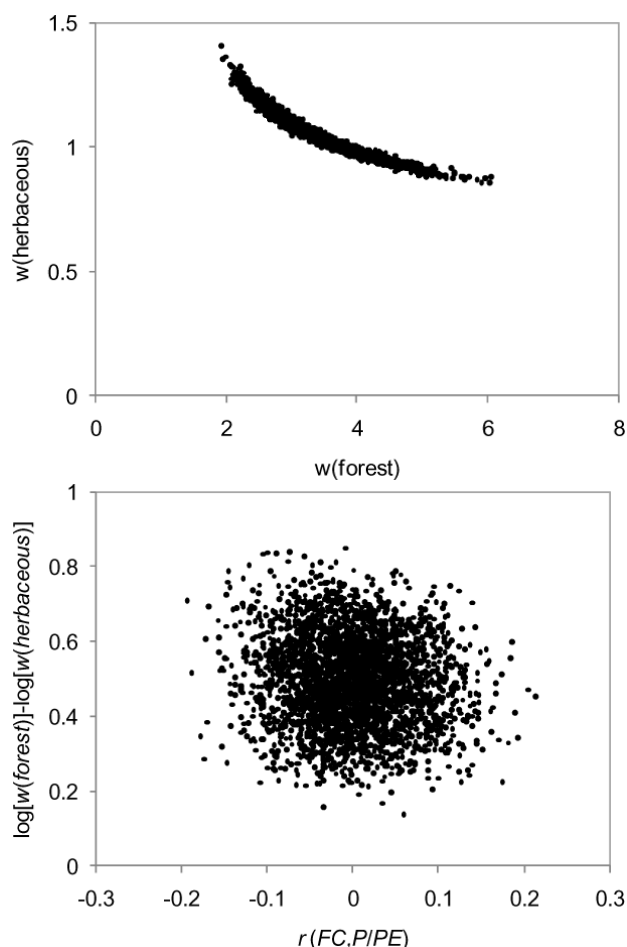 1.5
1
0.5
0
w(herbaceous)
0 2 4 6 8
w(forest)
1
0.8
0.6
0.4
0.2
0
log[w(forest)]-log[w(herbaceous)]
-0.3 -0.2 -0.1 0 0.1 0.2 0.3
r (FC,P/PE)